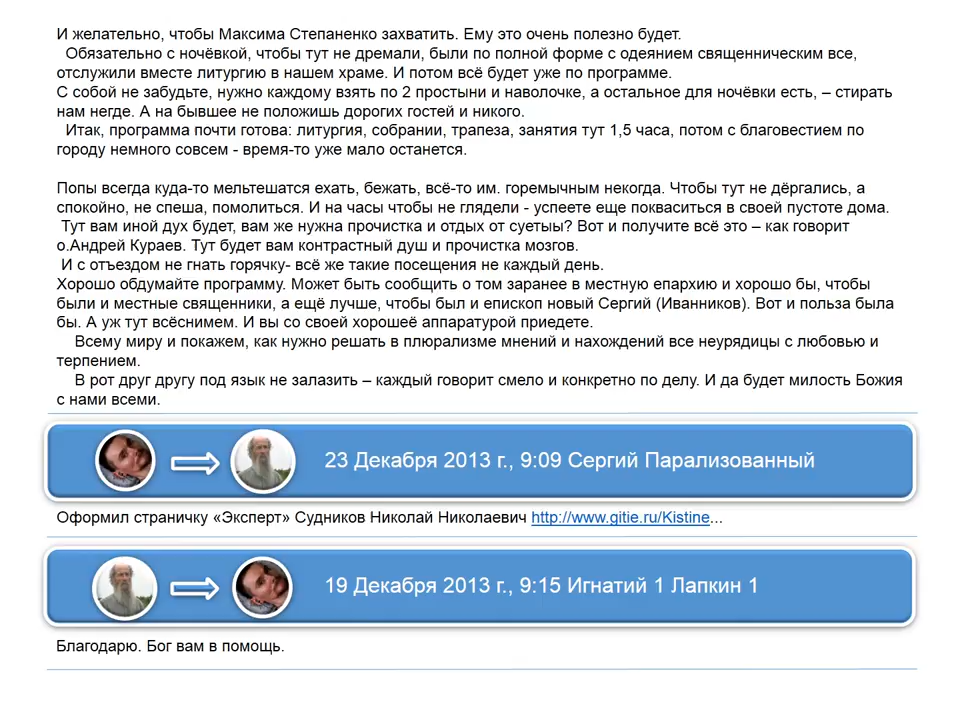 И желательно, чтобы Максима Степаненко захватить. Ему это очень полезно будет.
Обязательно с ночёвкой, чтобы тут не дремали, были по полной форме с одеянием священническим все,
отслужили вместе литургию в нашем храме. И потом всё будет уже по программе.
С собой не забудьте, нужно каждому взять по 2 простыни и наволочке, а остальное для ночёвки есть, – стирать
нам негде. А на бывшее не положишь дорогих гостей и никого.
Итак, программа почти готова: литургия, собрании, трапеза, занятия тут 1,5 часа, потом с благовестием по
городу немного совсем - время-то уже мало останется.
Попы всегда куда-то мельтешатся ехать, бежать, всё-то им. горемычным некогда. Чтобы тут не дёргались, а
спокойно, не спеша, помолиться. И на часы чтобы не глядели - успеете еще поквaситься в своей пустоте дома.
Тут вам иной дух будет, вам же нужна прочистка и отдых от суетыы? Вот и получите всё это – как говорит
о.Андрей Кураев. Тут будет вам контрастный душ и прочистка мозгов.
И с отъездом не гнать горячку- всё же такие посещения не каждый день.
Хорошо обдумайте программу. Может быть сообщить о том заранее в местную епархию и хорошо бы, чтобы
были и местные священники, а ещё лучше, чтобы был и епископ новый Сергий (Иванников). Вот и польза была
бы. А уж тут всёснимем. И вы со своей хорошеё аппаратурой приедете.
Всему миру и покажем, как нужно решать в плюрализме мнений и нахождений все неурядицы с любовью и
терпением.
В рот друг другу под язык не залазить – каждый говорит смело и конкретно по делу. И да будет милость Божия
с нами всеми.
23 Декабря 2013 г., 9:09 Сергий Парализованный
Оформил страничку «Эксперт» Судников Николай Николаевич http://www.gitie.ru/Kistine...
19 Декабря 2013 г., 9:15 Игнатий 1 Лапкин 1
Благодарю. Бог вам в помощь.